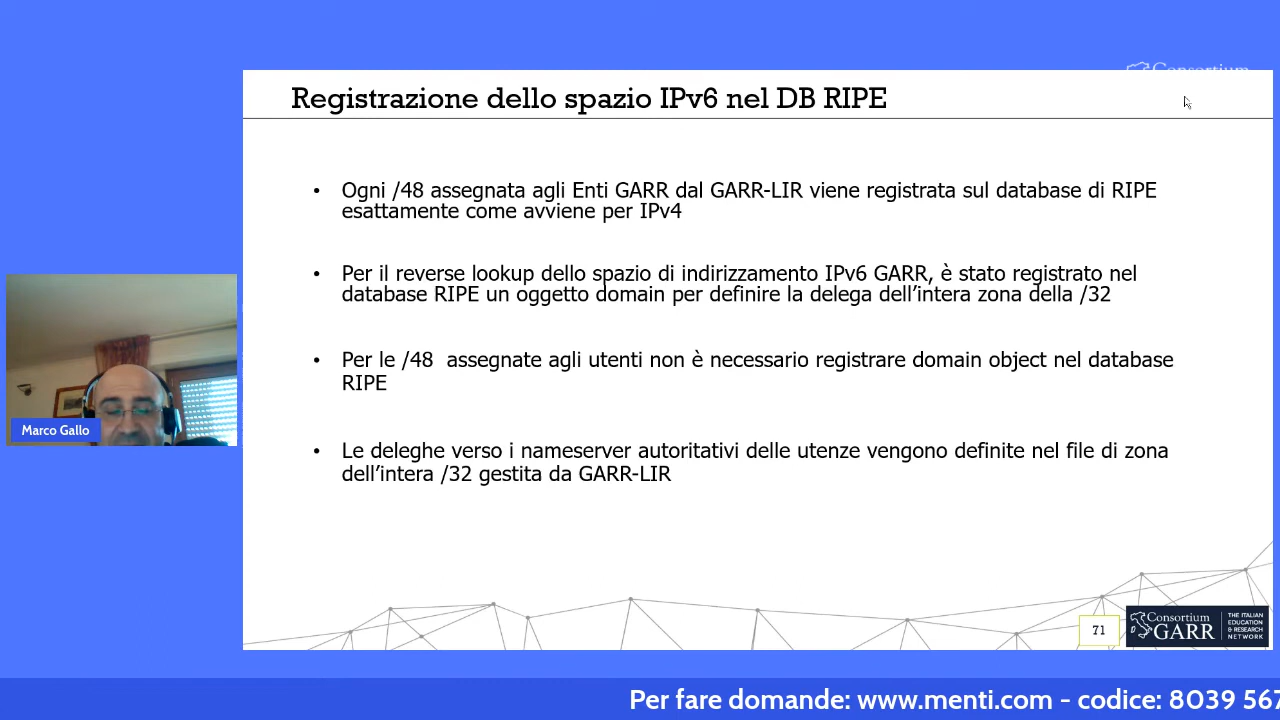 Consortium
Registrazione dello spazio IPv6 nel DB RIPE
• Ogni /48 assegnata agli Enti GARR dal GARR-LIR viene registrata sul database di RIPE
esattamente come avviene per IPv4
• Per il reverse lookup dello spazio di indirizzamento IPv6 GARR, è stato registrato nel
database RIPE un oggetto domain per definire la delega dell’intera zona della /32
• Per le /48 assegnate agli utenti non è necessario registrare domain object nel database
RIPE
• Le deleghe verso i nameserver autoritativi delle utenze vengono definite nel file di zona
dell’intera /32 gestita da GARR-LIR
Marco Gallo
71
Consortium
GARR
THE ITALIAN
EDUCATION
& RESEARCH
NETWORK
Per fare domande: www.menti.com - codice: 8039 567